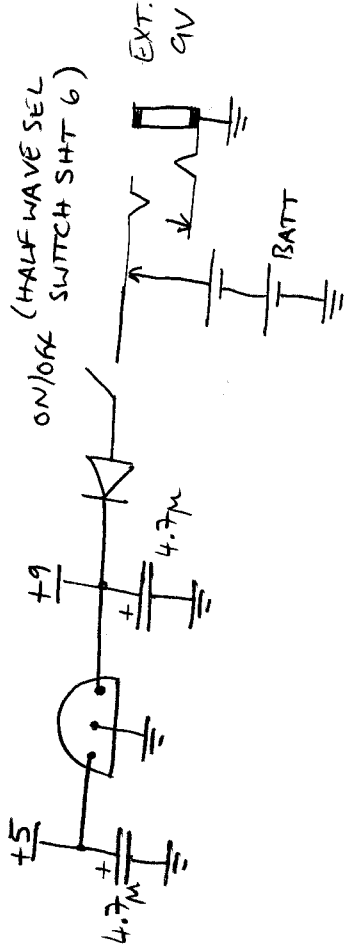 EXT.
9V
ON/OFF (HALF WAVE SEL
SWITCH SHT 6)
BATT
+9
+
4.7µ
+5
+
4.7µ